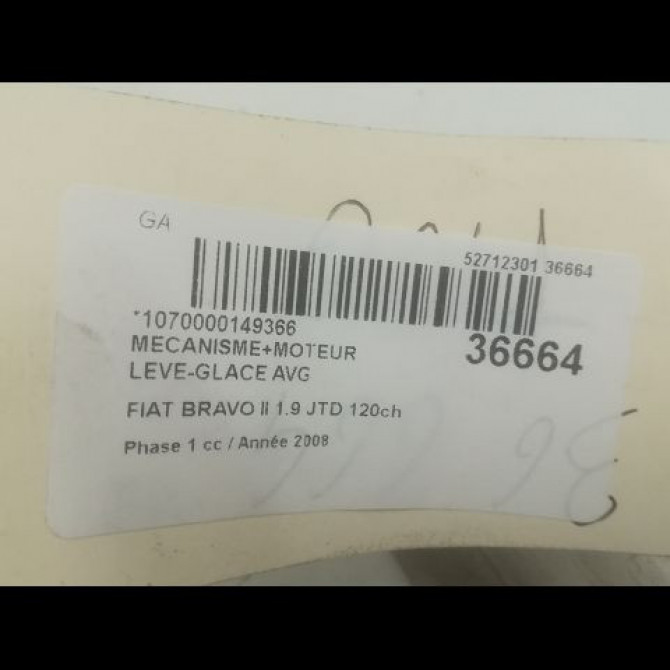 GA
52712301 36664
*1070000149366
36664
MECANISME+MOTEUR
LEVE-GLACE AVG
FIAT BRAVO II 1.9 JTD 120ch
Phase 1 cc / Année 2008